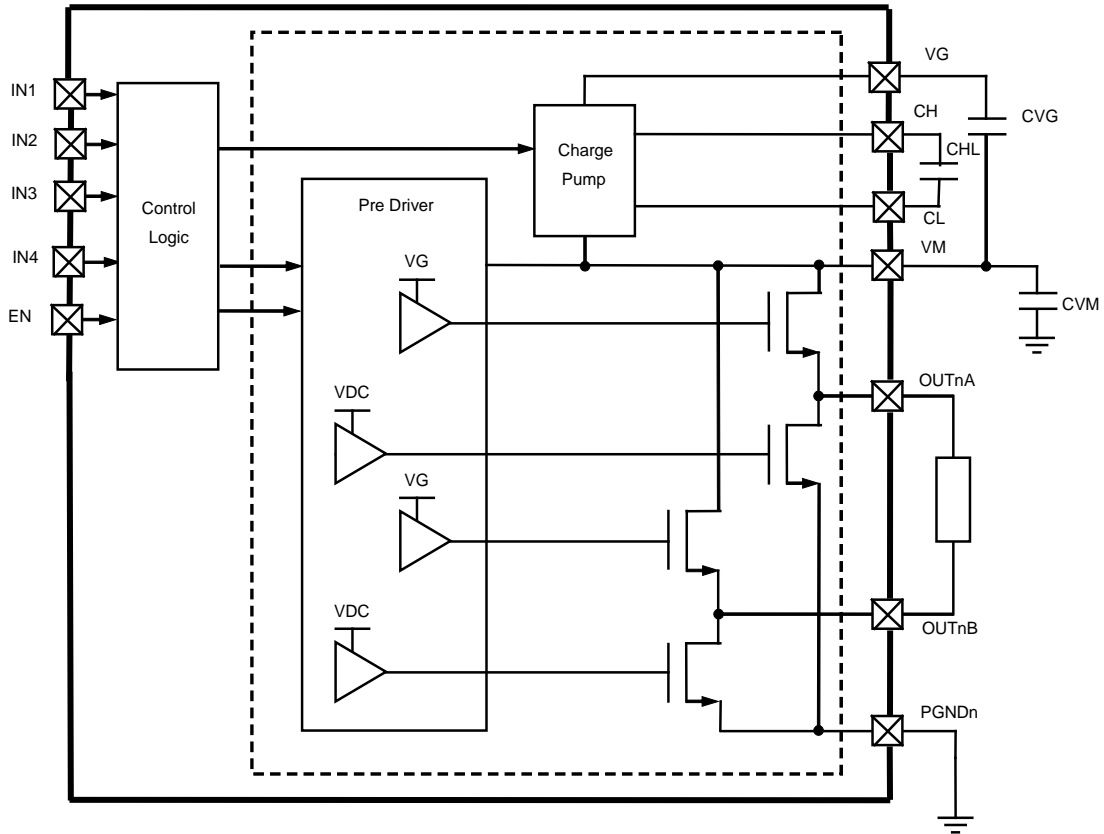 IN1
IN2
IN3
IN4
EN
Control
Logic
Pre Driver
VG
VDC
VG
VDC
Charge
Pump
VG
CH
CL
VM
OUTnA
OUTnB
PGNDn
CVG
CHL
CVM